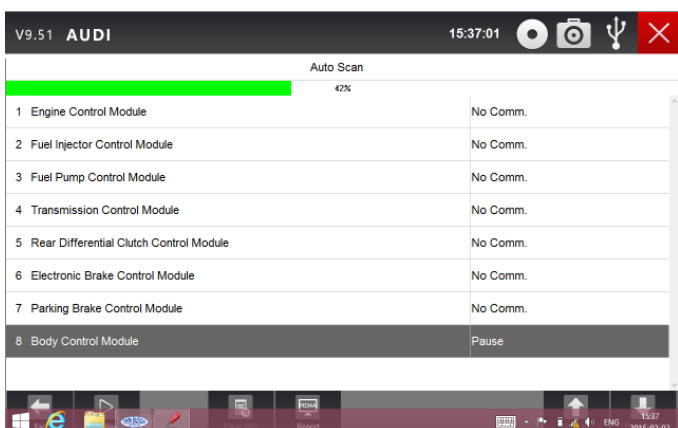 V9.51 AUDI 15:37:01
Auto Scan
42%
1 Engine Control Module No Comm.
2 Fuel Injector Control Module No Comm.
3 Fuel Pump Control Module No Comm.
4 Transmission Control Module No Comm.
5 Rear Differential Clutch Control Module No Comm.
6 Electronic Brake Control Module No Comm.
7 Parking Brake Control Module No Comm.
8 Body Control Module Pause
Report
ENG 15:37